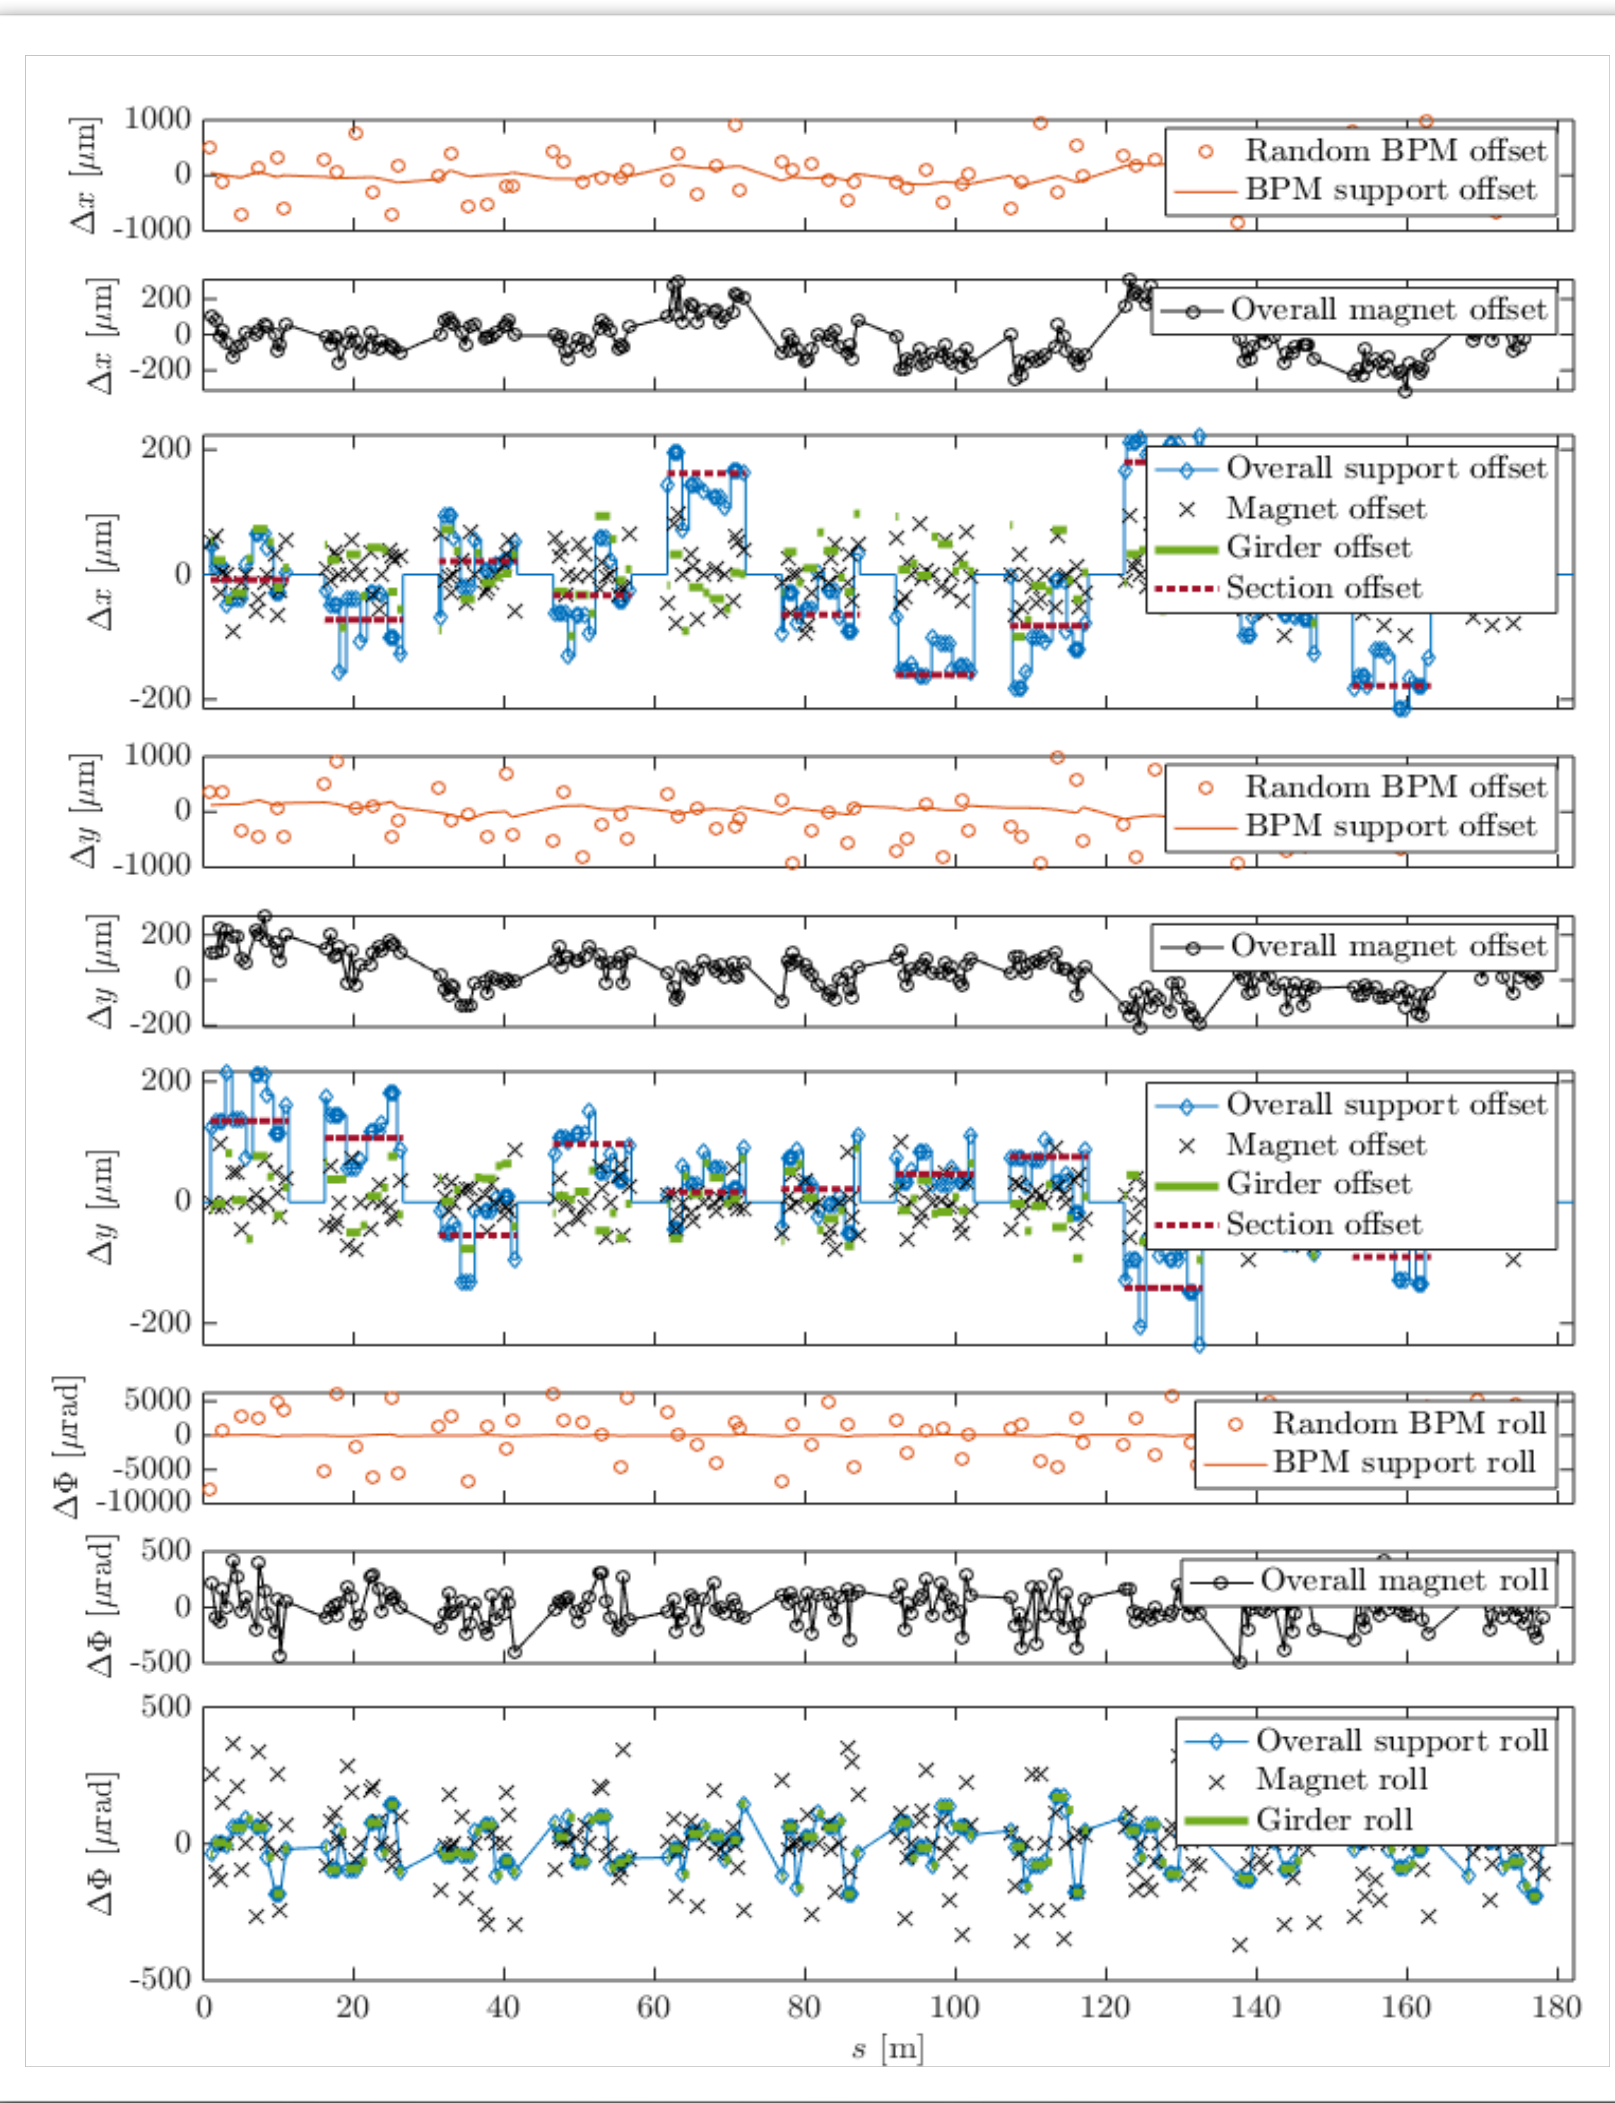 Δx [μm]
1000
0
-1000
Random BPM offset
BPM support offset
Δx [μm]
200
0
-200
Overall magnet offset
Δx [μm]
200
0
-200
Overall support offset
Magnet offset
Girder offset
Section offset
Δy [μm]
1000
0
-1000
Random BPM offset
BPM support offset
Δy [μm]
200
0
-200
Overall magnet offset
Δy [μm]
200
0
-200
Overall support offset
Magnet offset
Girder offset
Section offset
ΔΦ [μrad]
5000
0
-5000
-10000
Random BPM roll
BPM support roll
ΔΦ [μrad]
500
0
-500
Overall magnet roll
ΔΦ [μrad]
500
0
-500
Overall support roll
Magnet roll
Girder roll
0 20 40 60 80 100 120 140 160 180
s [m]